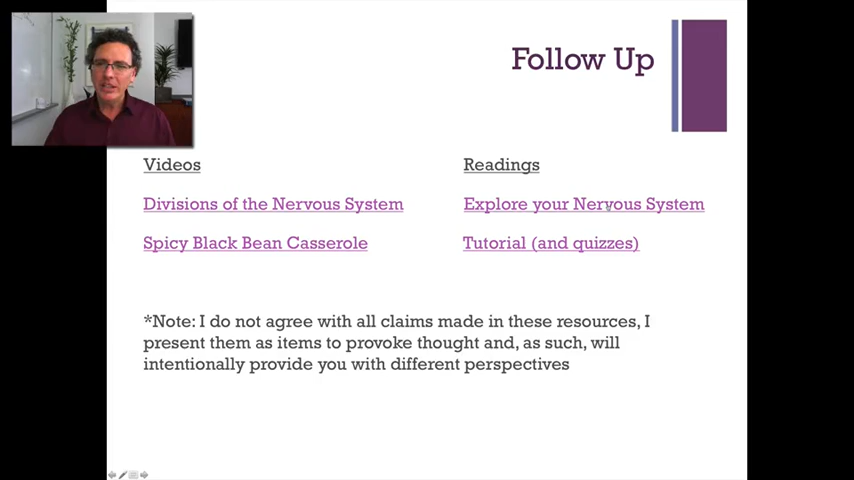 Follow Up
Videos
Divisions of the Nervous System
Spicy Black Bean Casserole
Readings
Explore your Nervous System
Tutorial (and quizzes)
*Note: I do not agree with all claims made in these resources, I
present them as items to provoke thought and, as such, will
intentionally provide you with different perspectives